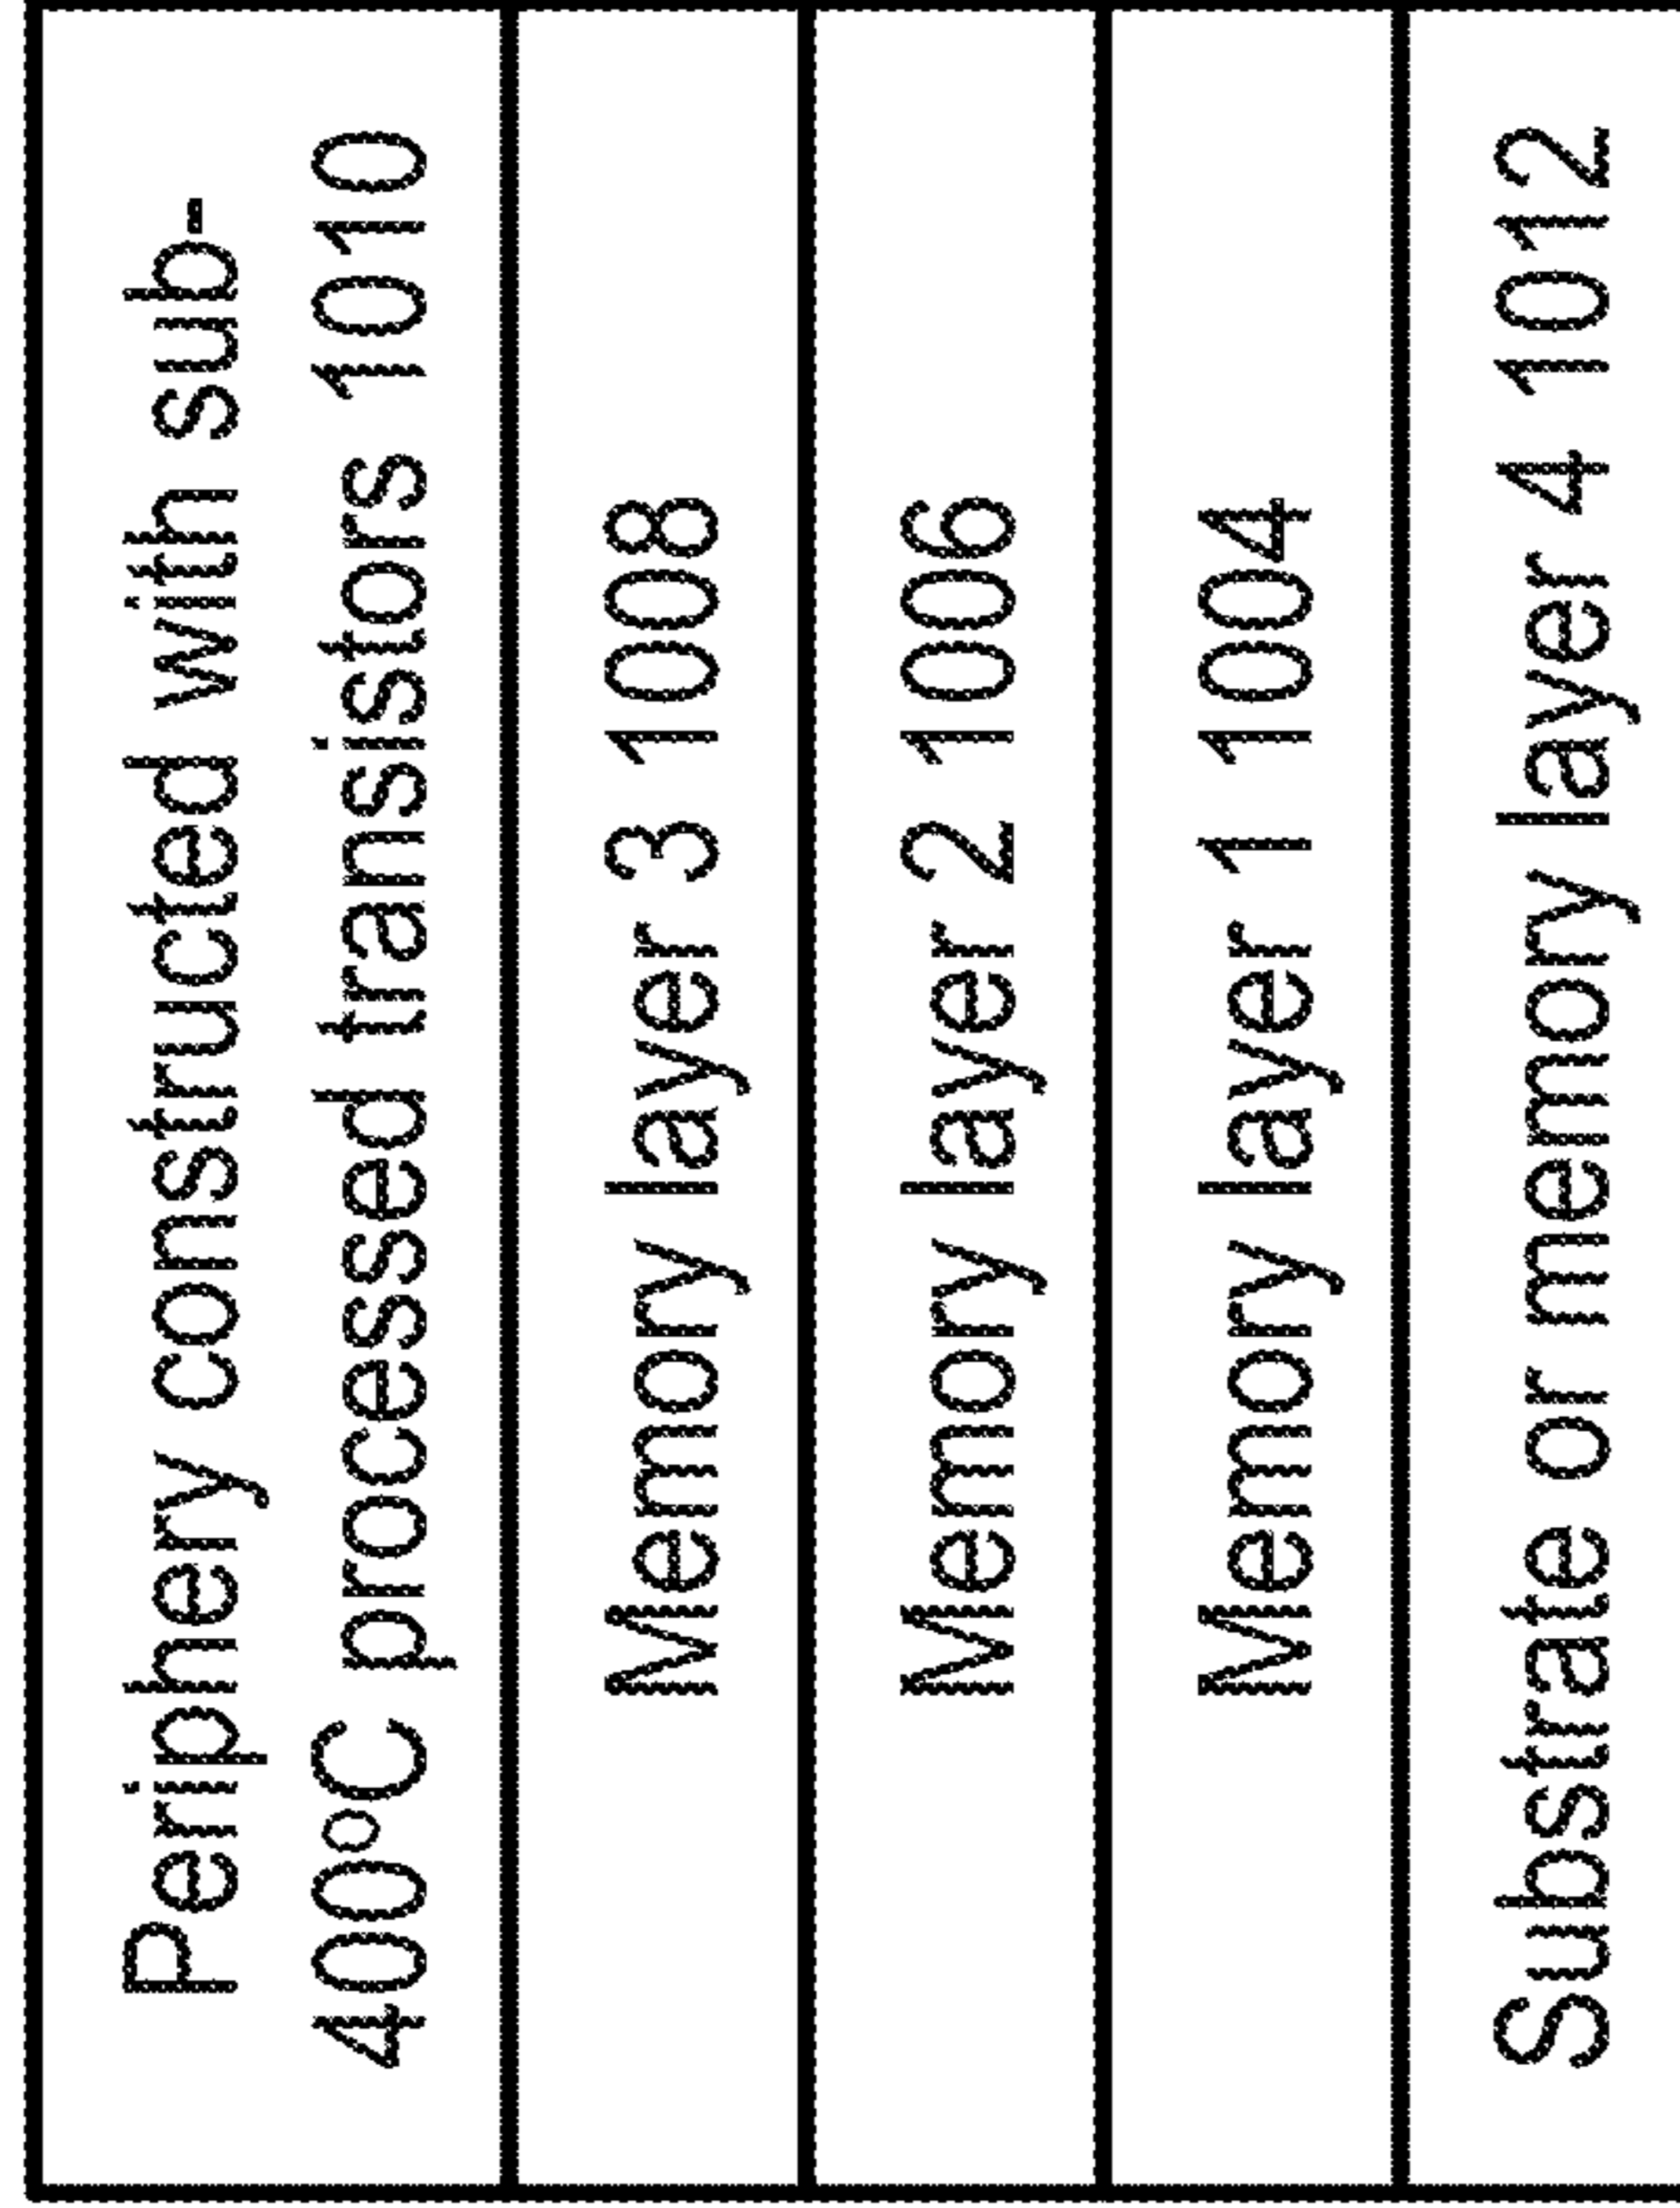 Periphery constructed with sub-
400ºC processed transistors 1010
Memory layer 3 1008
Memory layer 2 1006
Memory layer 1 1004
Substrate or memory layer 4 1012